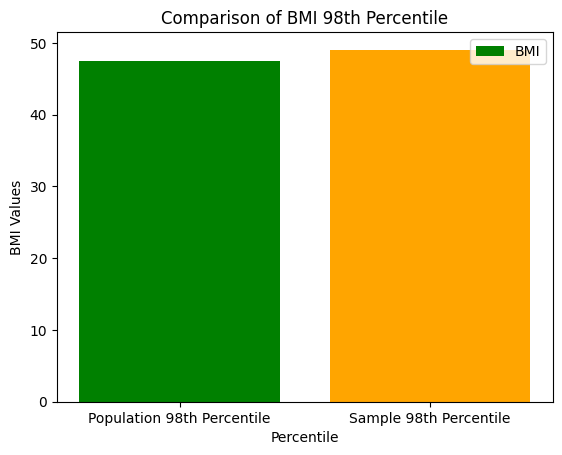 Comparison of BMI 98th Percentile
BMI
50
40
30
20
10
0
BMI Values
Population 98th Percentile
Sample 98th Percentile
Percentile